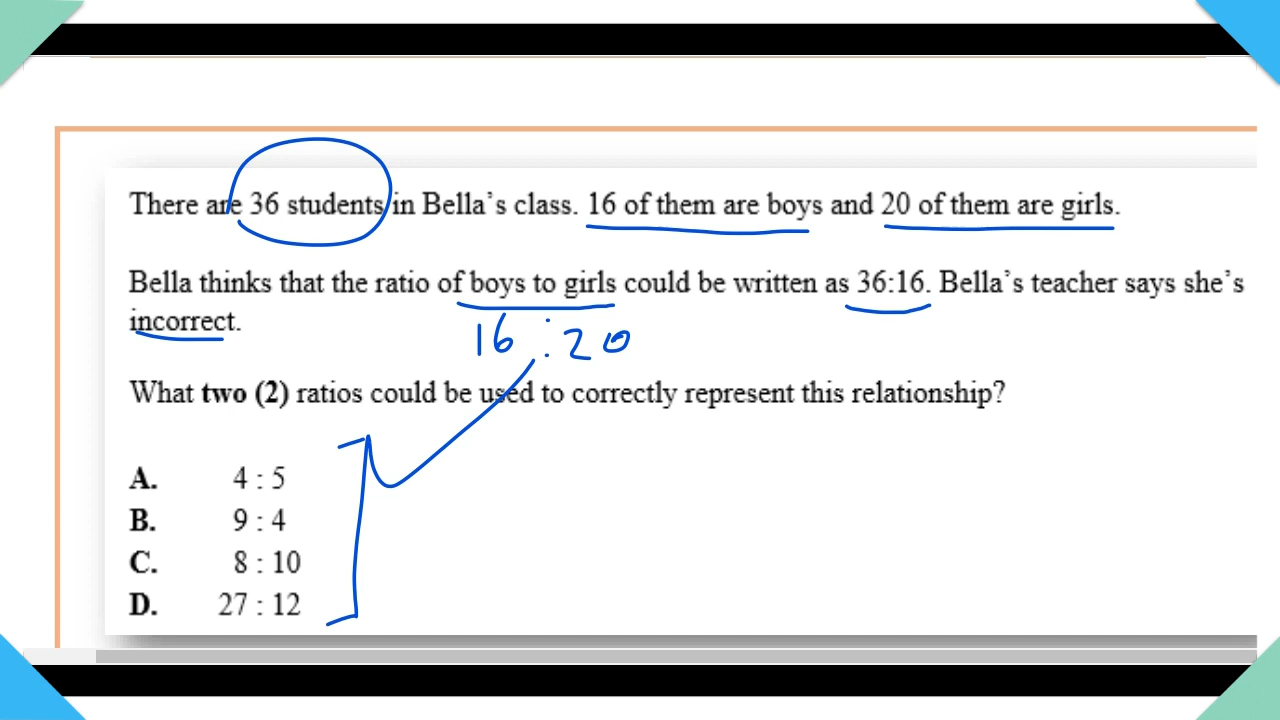 There are 36 students in Bella's class. 16 of them are boys and 20 of them are girls.
Bella thinks that the ratio of boys to girls could be written as 36:16. Bella's teacher says she's
incorrect.
16 : 20
What two (2) ratios could be used to correctly represent this relationship?
A. 4 : 5
B. 9 : 4
C. 8 : 10
D. 27 : 12